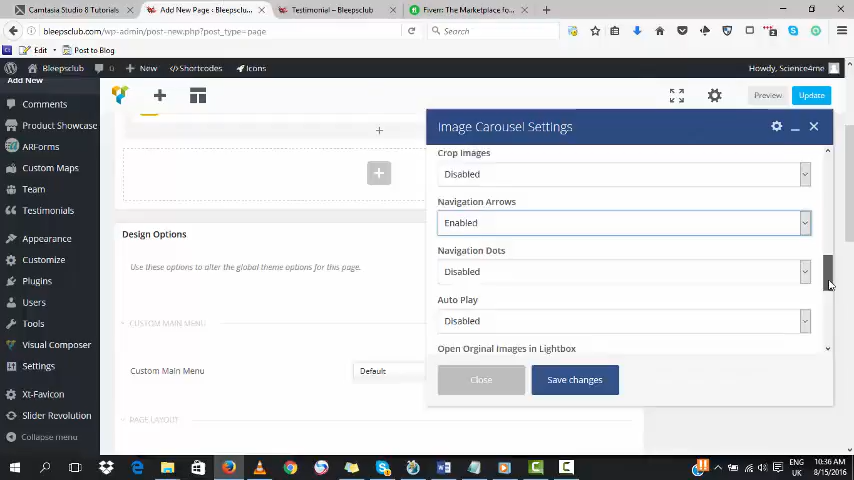 Camtasia Studio 8 Tutorials
Add New Page ‹ Bleepsclub...
Testimonial – Bleepsclub
Fiverr: The Marketplace fo...
bleepsclub.com/wp-admin/post-new.php?post_type=page
Search
Edit
Post to Blog
Bleepsclub
0
New
</>Shortcodes
Icons
Howdy, Science4me
Add New
Comments
Product Showcase
ARForms
Custom Maps
Team
Testimonials
Appearance
Customize
Plugins
Users
Tools
Visual Composer
Settings
Xt-Favicon
Slider Revolution
Collapse menu
Preview
Update
Image Carousel Settings
Crop Images
Disabled
Navigation Arrows
Enabled
Navigation Dots
Disabled
Auto Play
Disabled
Open Orginal Images in Lightbox
Close
Save changes
Design Options
Use these options to alter the global theme options for this page.
CUSTOM MAIN MENU
Custom Main Menu
Default
PAGE LAYOUT
ENG
UK
10:36 AM
8/15/2016